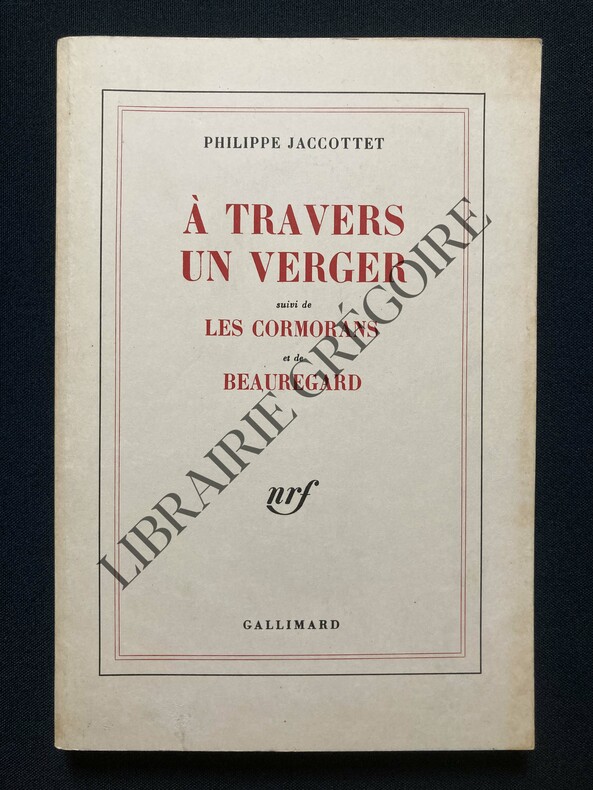 PHILIPPE JACCOTTET
À TRAVERS
UN VERGER
suivi de
LES CORMORANS
et de
BEAUREGARD
nrf
GALLIMARD
LIBRAIRIE GRÉGOIRE